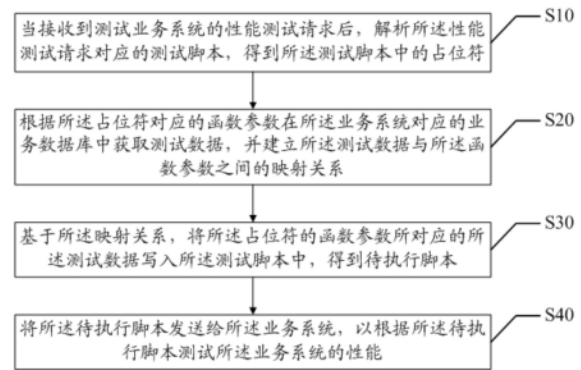 当接收到测试业务系统的性能测试请求后，解析所述性能
测试请求对应的测试脚本，得到所述测试脚本中的占位符
S10
根据所述占位符对应的函数参数在所述业务系统对应的业
务数据库中获取测试数据，并建立所述测试数据与所述函
数参数之间的映射关系
S20
基于所述映射关系，将所述占位符的函数参数所对应的所
述测试数据写入所述测试脚本中，得到待执行脚本
S30
将所述待执行脚本发送给所述业务系统，以根据所述待执
行脚本测试所述业务系统的性能
S40